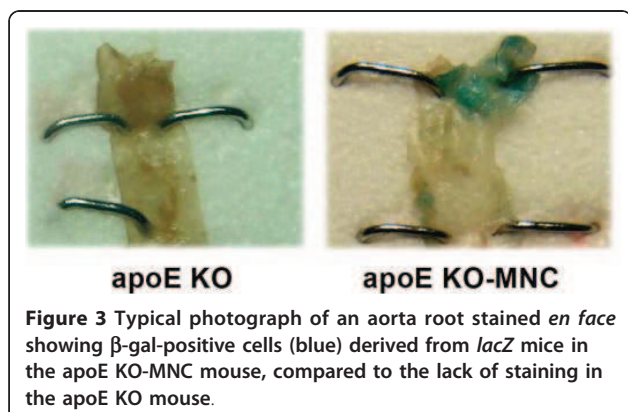 apoE KO
apoE KO-MNC
Figure 3 Typical photograph of an aorta root stained en face
showing β-gal-positive cells (blue) derived from lacZ mice in
the apoE KO-MNC mouse, compared to the lack of staining in
the apoE KO mouse.